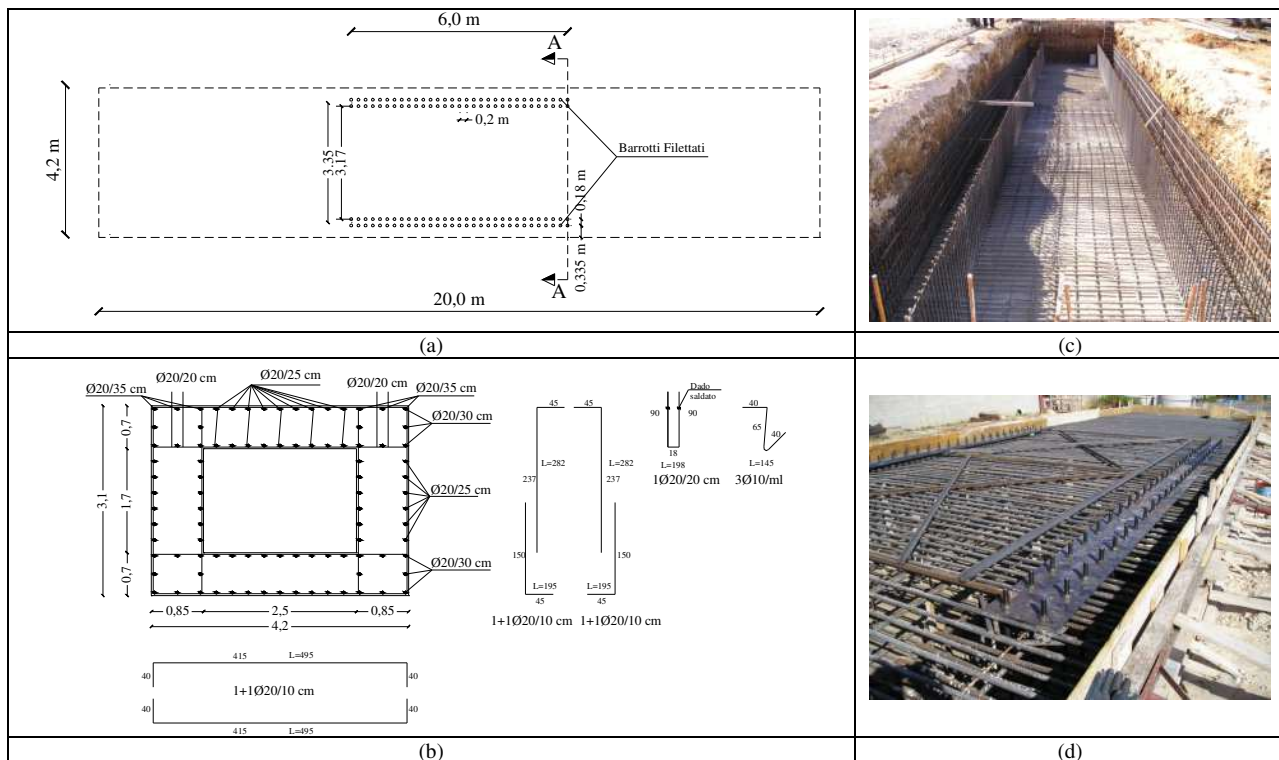 6,0 m
A
4,2 m
3.35
3,17
0,2 m
Barrotti Filettati
0,18 m
0,335 m
A
20,0 m
(a)
(c)
Ø20/35 cm
Ø20/20 cm
Ø20/25 cm
Ø20/20 cm
Ø20/35 cm
Ø20/30 cm
Ø20/25 cm
Ø20/30 cm
3,1
0,7
1,7
0,7
0,85
2,5
0,85
4,2
415 L=495
40
40
1+1Ø20/10 cm
40
40
415 L=495
45
45
L=282
L=282
237
237
150
150
L=195
L=195
45
45
1+1Ø20/10 cm
1+1Ø20/10 cm
Dado
saldato
90
90
18
L=198
1Ø20/20 cm
40
65
40
L=145
3Ø10/ml
(b)
(d)